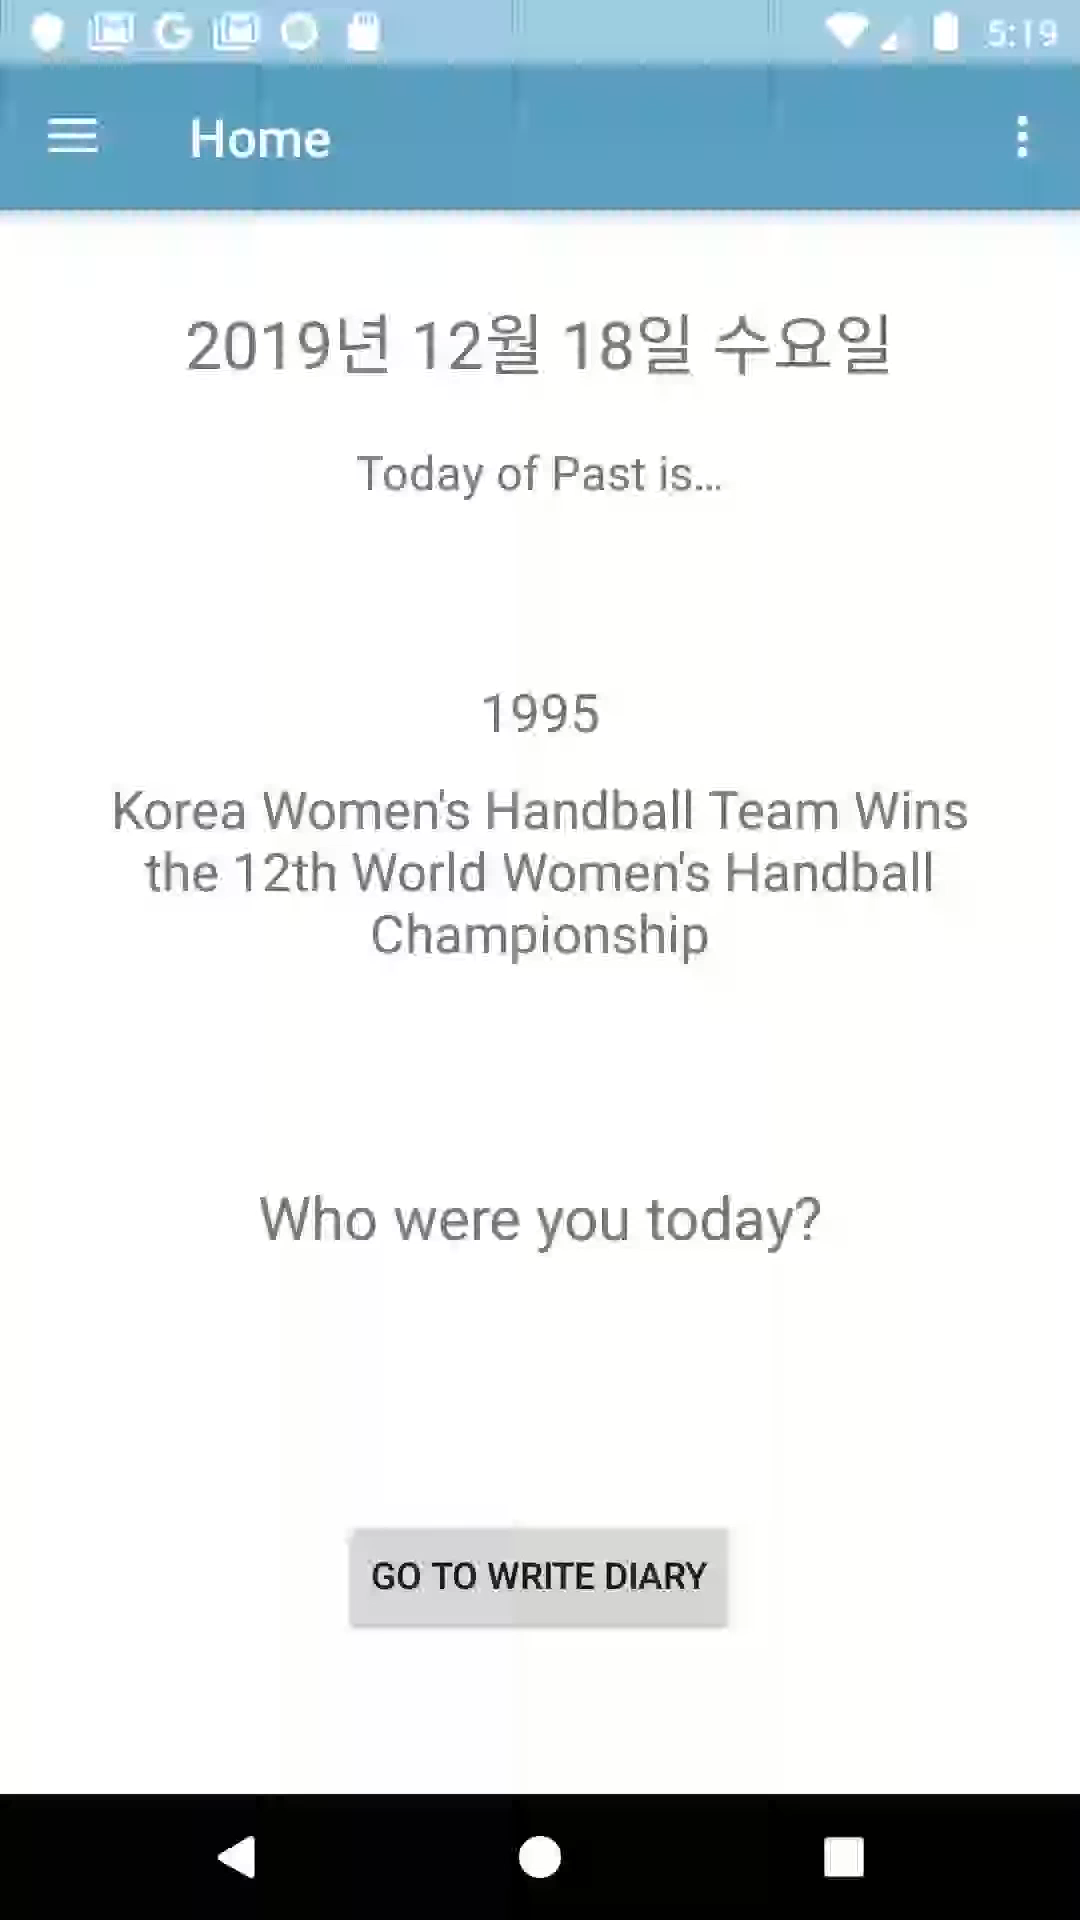 5:19
Home
2019년 12월 18일 수요일
Today of Past is...
1995
Korea Women's Handball Team Wins
the 12th World Women's Handball
Championship
Who were you today?
GO TO WRITE DIARY